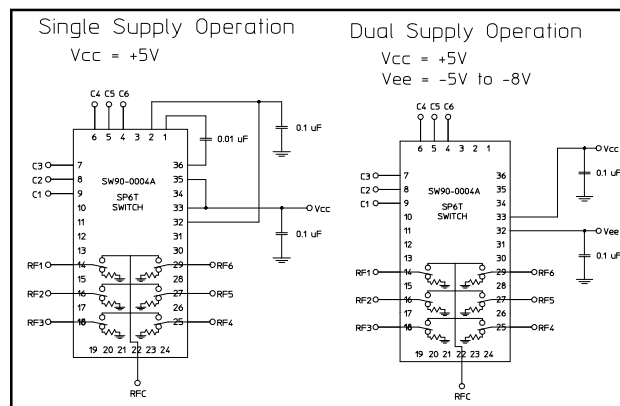 Single Supply Operation
Vcc = +5V
C4 C5 C6
6 5 4 3 2 1
0.01 uF
0.1 uF
C3 7 36
C2 8 35
C1 9 34
10 33
11 32
12 31
13 30
SW90-0004A
SP6T
SWITCH
Vcc
0.1 uF
RF1 14 29 RF6
15 28
RF2 16 27 RF5
17 26
RF3 18 25 RF4
19 20 21 22 23 24
RFC
Dual Supply Operation
Vcc = +5V
Vee = -5V to -8V
C4 C5 C6
6 5 4 3 2 1
C3 7 36
C2 8 35
C1 9 34
10 33
11 32
12 31
13 30
SW90-0004A
SP6T
SWITCH
Vcc
0.1 uF
Vee
0.1 uF
RF1 14 29 RF6
15 28
RF2 16 27 RF5
17 26
RF3 18 25 RF4
19 20 21 22 23 24
RFC